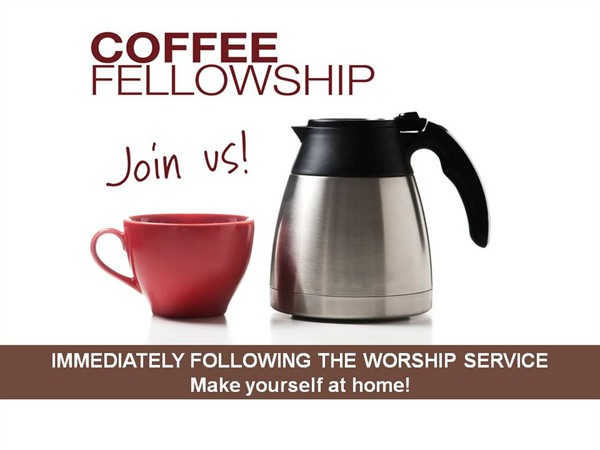 COFFEE
FELLOWSHIP
Join us!
IMMEDIATELY FOLLOWING THE WORSHIP SERVICE
Make yourself at home!